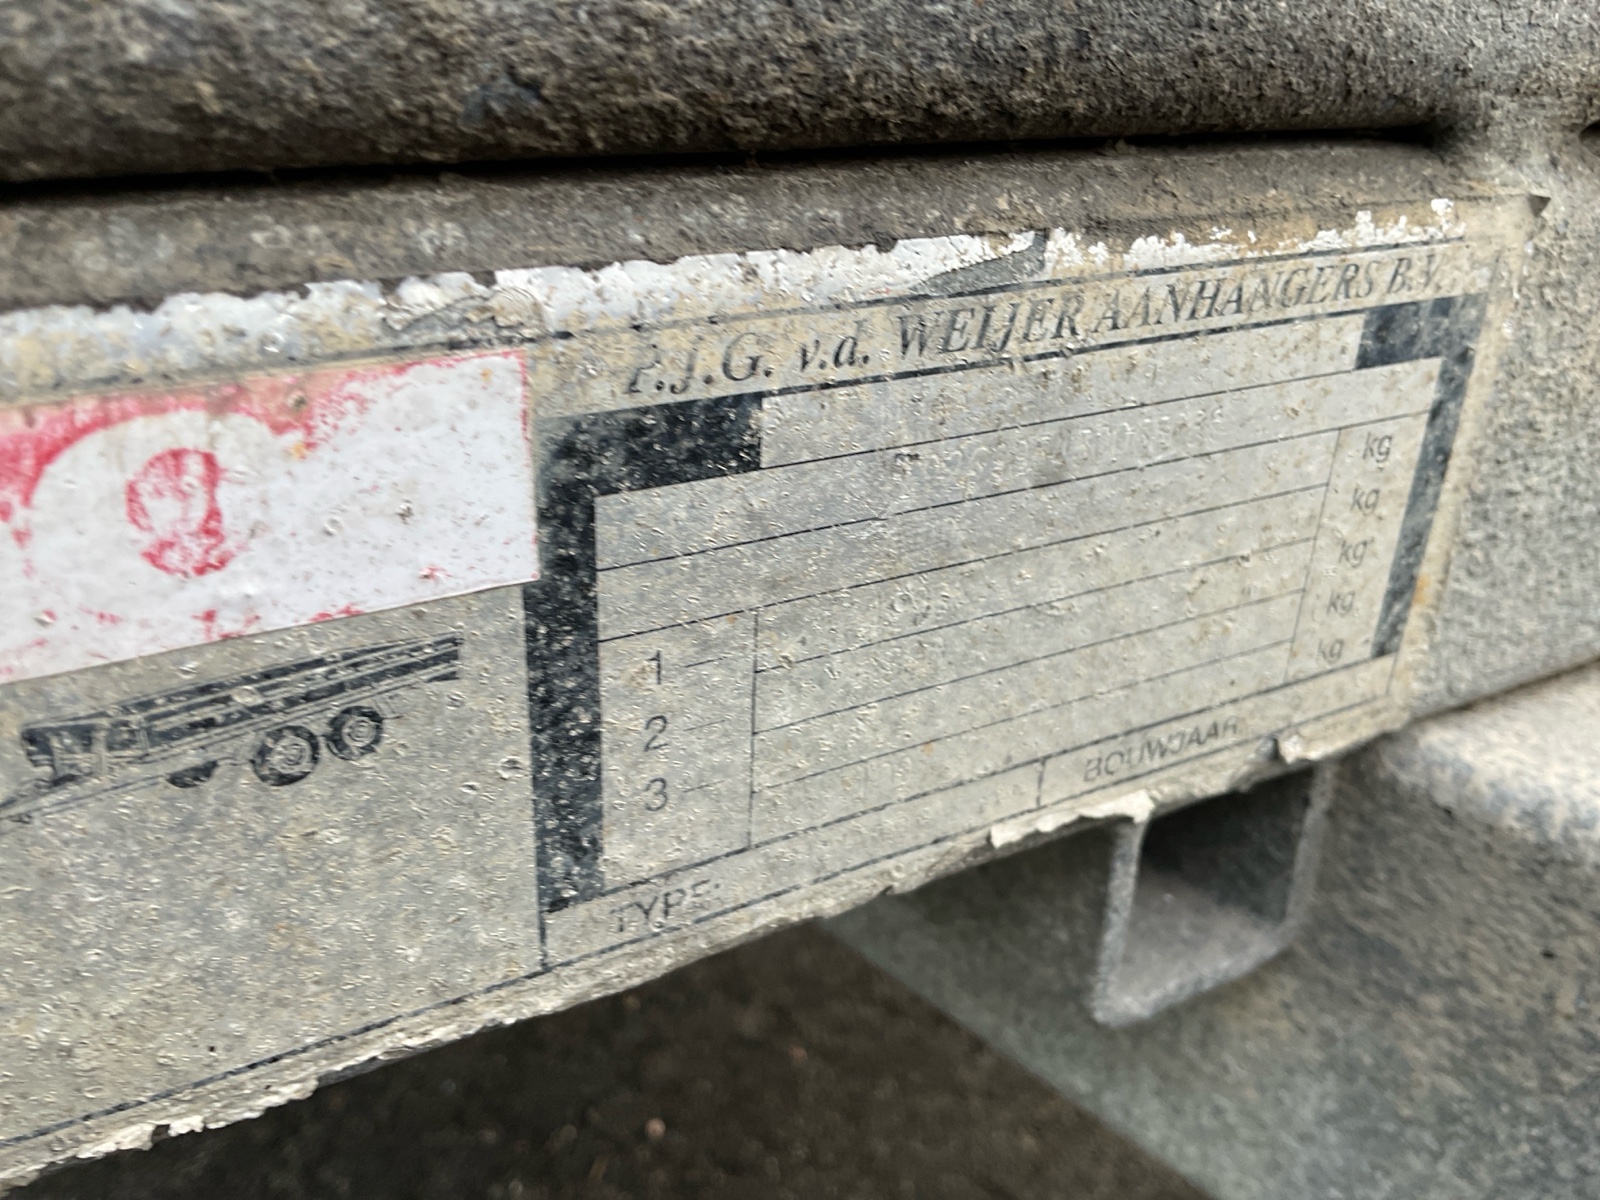 P.J.G. v.d. WEIJER AANHANGERS B.V.
kg
kg
kg
1 kg
2 kg
3
TYPE: BOUWJAAR